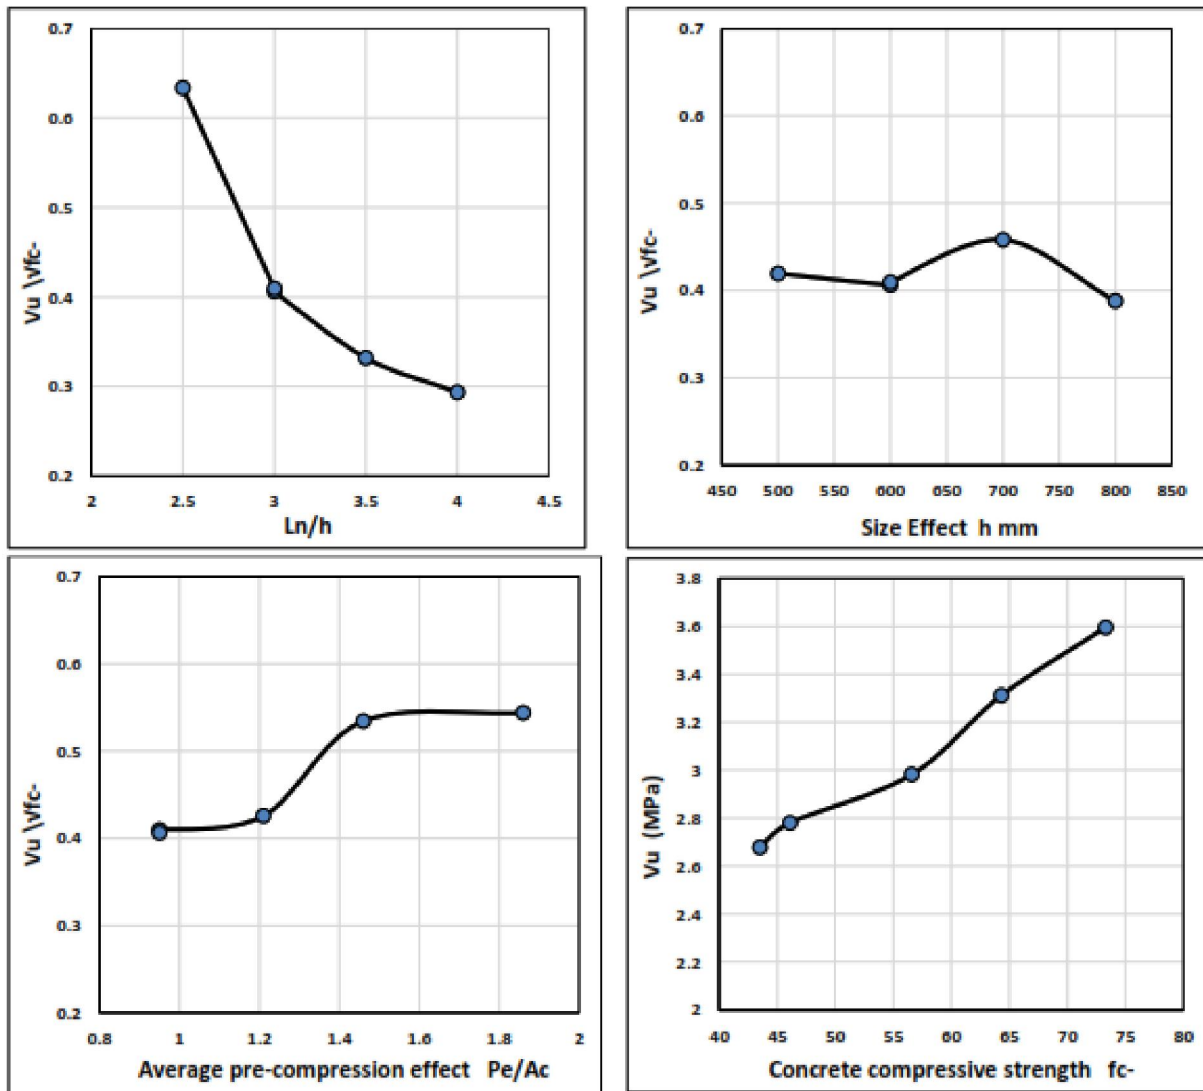 0.7
0.6
0.5
0.4
0.3
0.2
2 2.5 3 3.5 4 4.5
Vu \√fc-
Ln/h
0.7
0.6
0.5
0.4
0.3
0.2
450 500 550 600 650 700 750 800 850
Vu \√fc-
Size Effect h mm
0.7
0.6
0.5
0.4
0.3
0.2
0.8 1 1.2 1.4 1.6 1.8 2
Vu \√fc-
Average pre-compression effect Pe/Ac
3.8
3.6
3.4
3.2
3
2.8
2.6
2.4
2.2
2
40 45 50 55 60 65 70 75 80
Vu (MPa)
Concrete compressive strength fc-